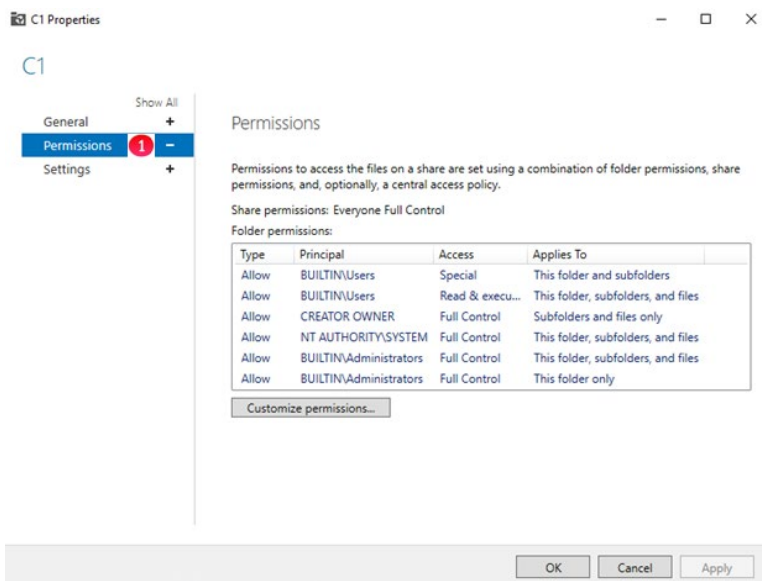 C1 Properties
C1
Show All
General +
Permissions 1 −
Settings +
Permissions
Permissions to access the files on a share are set using a combination of folder permissions, share
permissions, and, optionally, a central access policy.
Share permissions: Everyone Full Control
Folder permissions:
Type Principal Access Applies To
Allow BUILTIN\Users Special This folder and subfolders
Allow BUILTIN\Users Read & execu... This folder, subfolders, and files
Allow CREATOR OWNER Full Control Subfolders and files only
Allow NT AUTHORITY\SYSTEM Full Control This folder, subfolders, and files
Allow BUILTIN\Administrators Full Control This folder, subfolders, and files
Allow BUILTIN\Administrators Full Control This folder only
Customize permissions...
OK Cancel Apply